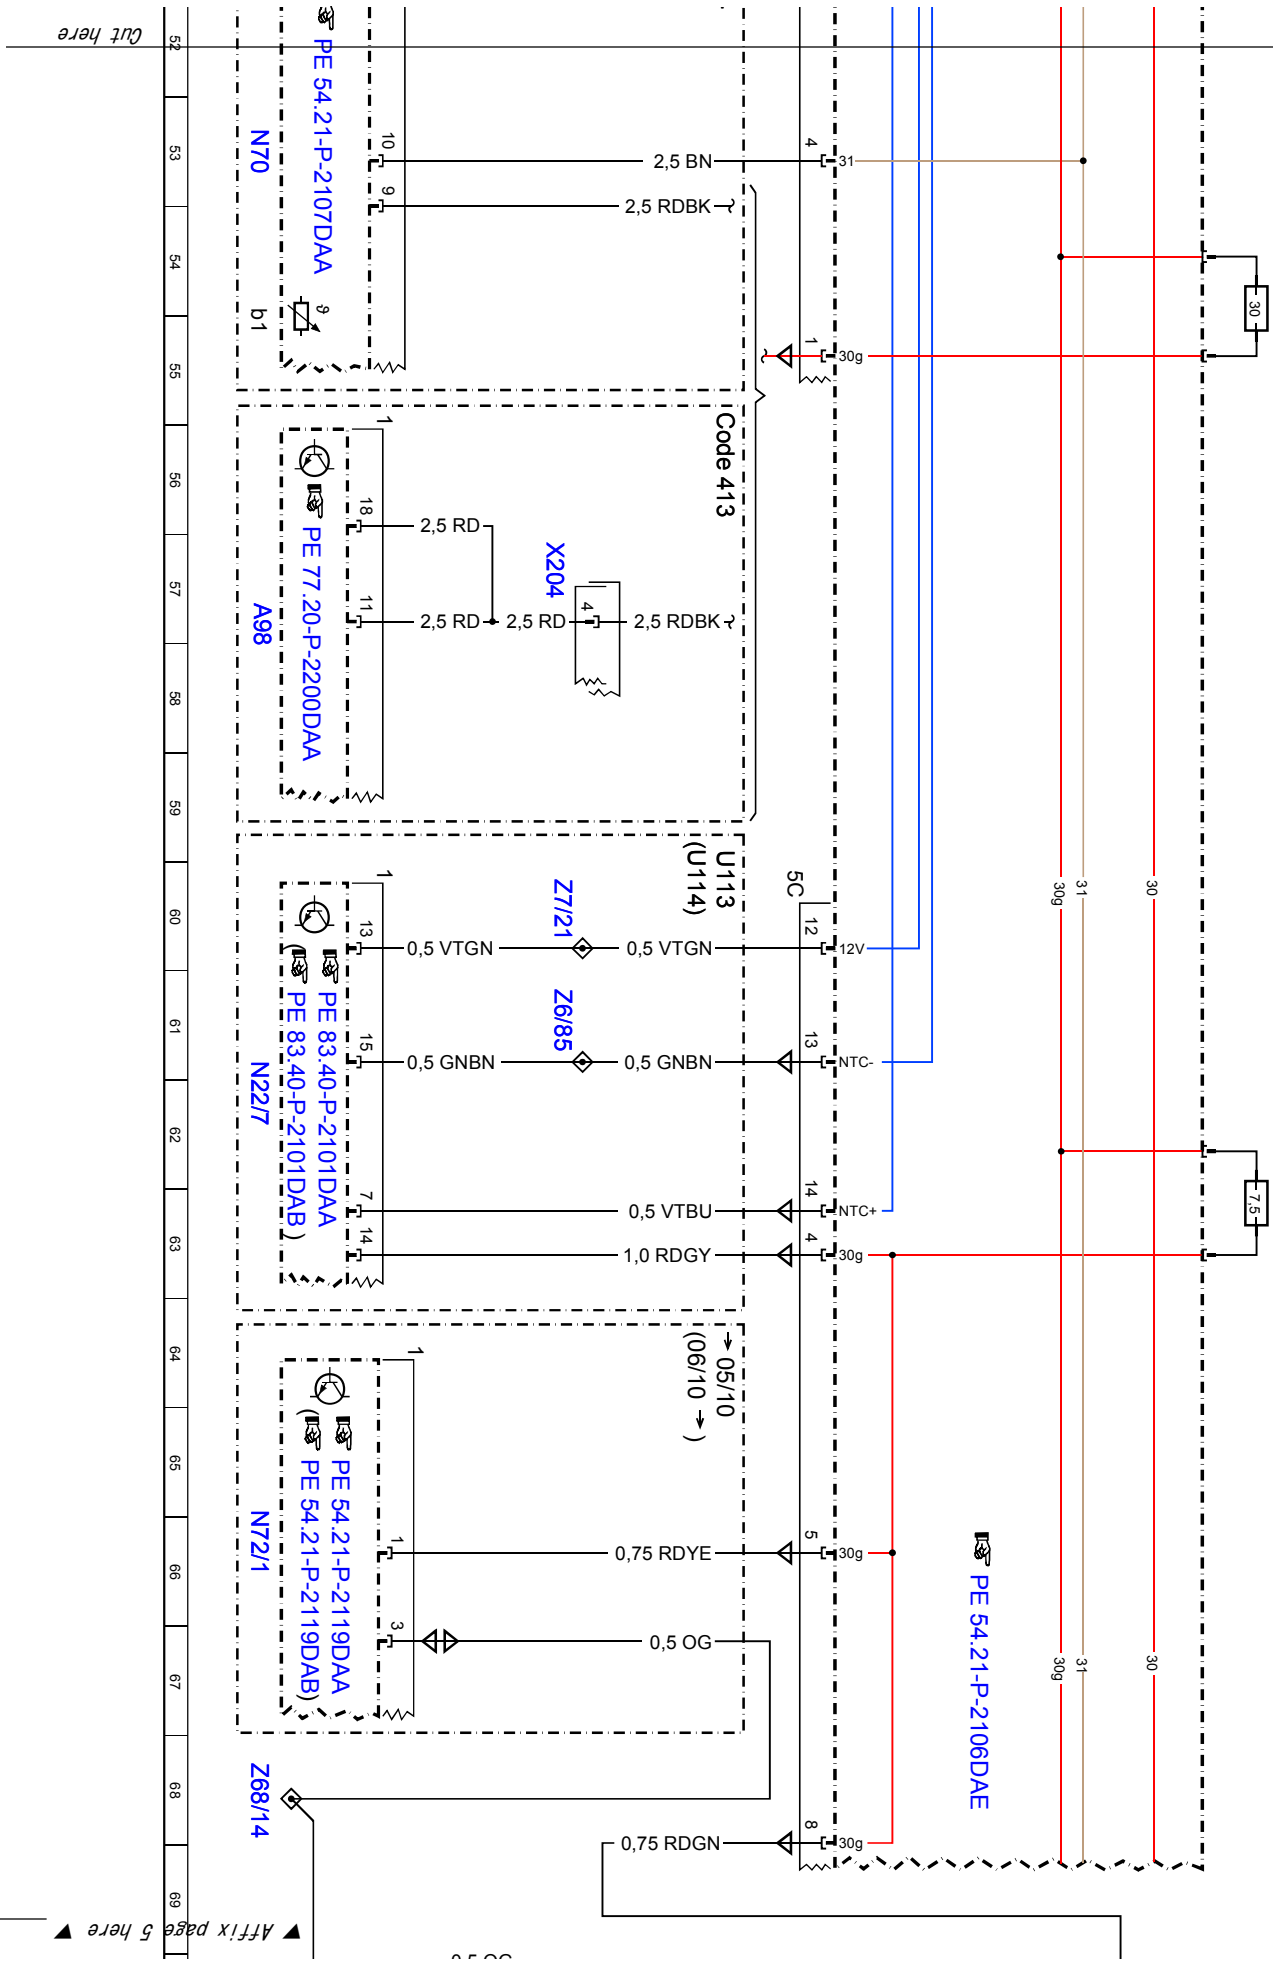 Cut here
52
PE 54.21-P-2107DAA
N70
b1
ϑ
10
9
2,5 BN
2,5 RDBK
4
31
1
30g
30
53
54
55
Code 413
1
18
11
2,5 RD
2,5 RD
2,5 RD
X204
4
2,5 RDBK
PE 77.20-P-2200DAA
A98
56
57
58
59
30g
31
30
U113
(U114)
5C
1
13
0,5 VTGN
Z7/21
0,5 VTGN
12
12V
15
0,5 GNBN
Z6/85
0,5 GNBN
13
NTC-
7
0,5 VTBU
14
NTC+
14
1,0 RDGY
4
30g
7,5
PE 83.40-P-2101DAA
( PE 83.40-P-2101DAB )
N22/7
60
61
62
63
→ 05/10
(06/10 → )
1
1
0,75 RDYE
5
30g
3
0,5 OG
PE 54.21-P-2119DAA
( PE 54.21-P-2119DAB)
N72/1
64
65
66
67
PE 54.21-P-2106DAE
30g
31
30
Z68/14
0,75 RDGN
8
30g
68
69
▼ Affix page 5 here ▼